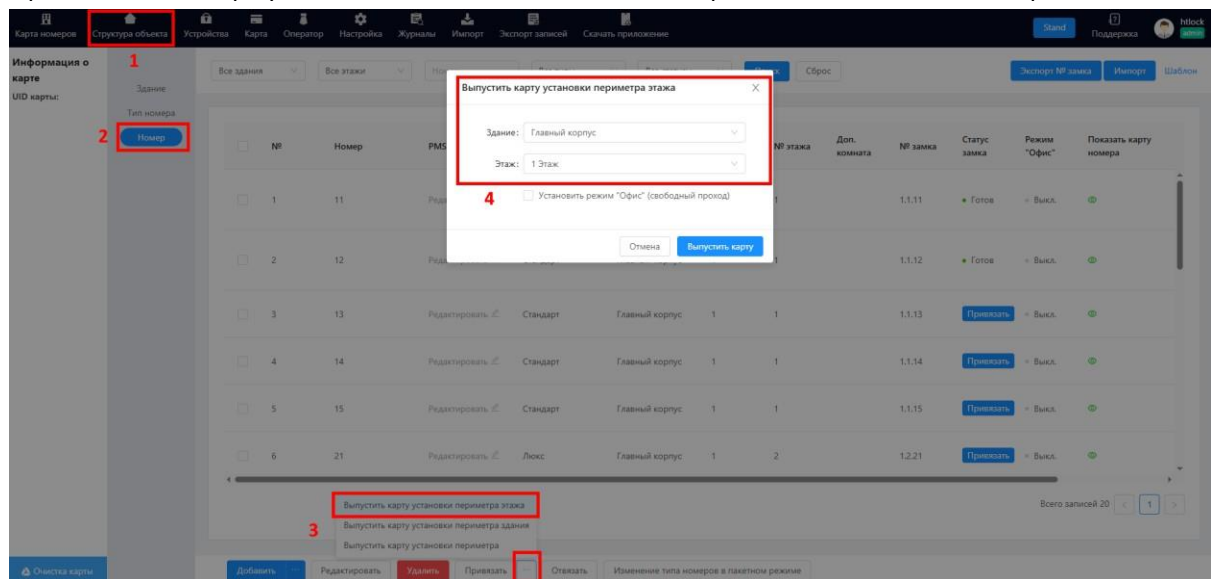 Карта номеров Структура объекта Устройства Карта Оператор Настройка Журналы Импорт Экспорт записей Скачать приложение Stand Поддержка htlock admin
Информация о карте
UID карты:
1
Здание
Тип номера
2 Номер
Все здания Все этажи Сброс Экспорт № замка Импорт Шаблон
Выпустить карту установки периметра этажа
Здание: Главный корпус
Этаж: 1 Этаж
4 Установить режим "Офис" (свободный проход)
Отмена Выпустить карту
№ Номер PMS № этажа Доп. комната № замка Статус замка Режим "Офис" Показать карту номера
1 11 1 1.1.11 Готов Выкл.
2 12 1 1.1.12 Готов Выкл.
3 13 Редактировать Стандарт Главный корпус 1 1 1.1.13 Привязать Выкл.
4 14 Редактировать Стандарт Главный корпус 1 1 1.1.14 Привязать Выкл.
5 15 Редактировать Стандарт Главный корпус 1 1 1.1.15 Привязать Выкл.
6 21 Редактировать Люкс Главный корпус 1 2 1.2.21 Привязать Выкл.
Всего записей 20 < 1 >
3
Выпустить карту установки периметра этажа
Выпустить карту установки периметра здания
Выпустить карту установки периметра
Очистка карты Добавить ... Редактировать Удалить Привязать ... Отвязать Изменение типа номеров в пакетном режиме